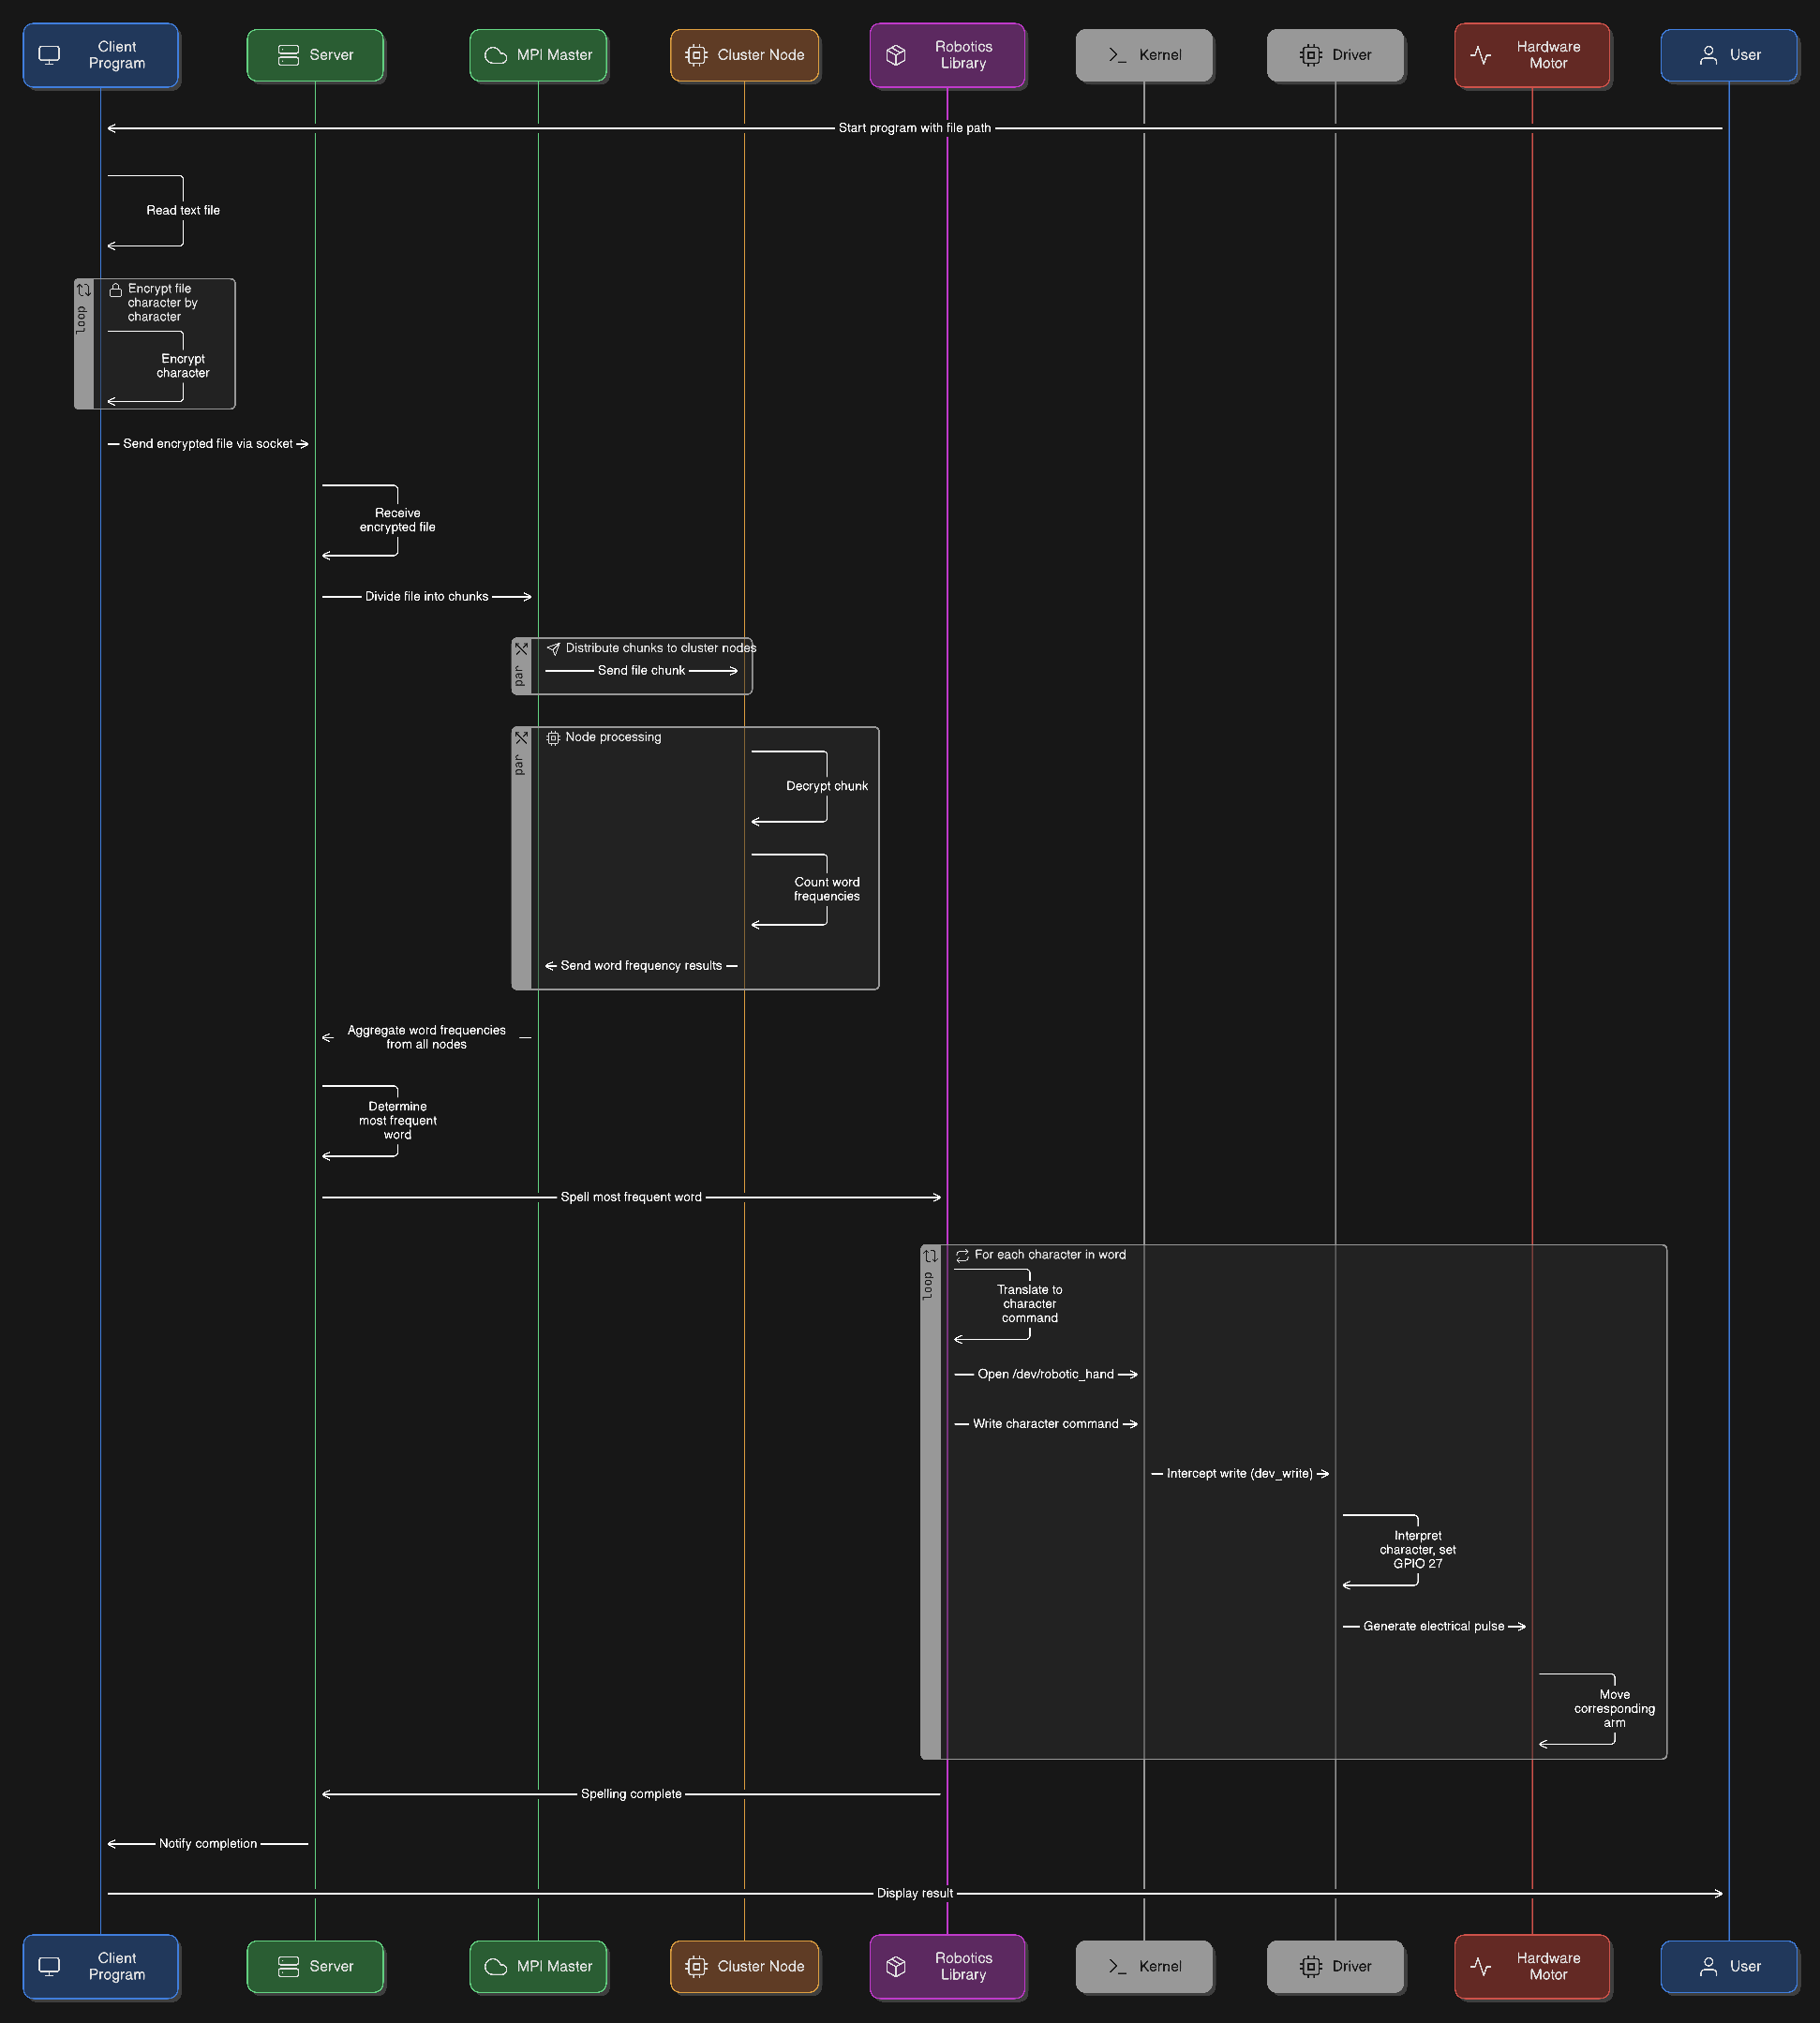 Client
Program
Server
MPI Master
Cluster Node
Robotics
Library
Kernel
Driver
Hardware
Motor
User
Start program with file path
Read text file
loop
Encrypt file
character by
character
Encrypt
character
Send encrypted file via socket
Receive
encrypted file
Divide file into chunks
par
Distribute chunks to cluster nodes
Send file chunk
par
Node processing
Decrypt chunk
Count word
frequencies
Send word frequency results
Aggregate word frequencies
from all nodes
Determine
most frequent
word
Spell most frequent word
loop
For each character in word
Translate to
character
command
Open /dev/robotic_hand
Write character command
Intercept write (dev_write)
Interpret
character, set
GPIO 27
Generate electrical pulse
Move
corresponding
arm
Spelling complete
Notify completion
Display result
Client
Program
Server
MPI Master
Cluster Node
Robotics
Library
Kernel
Driver
Hardware
Motor
User